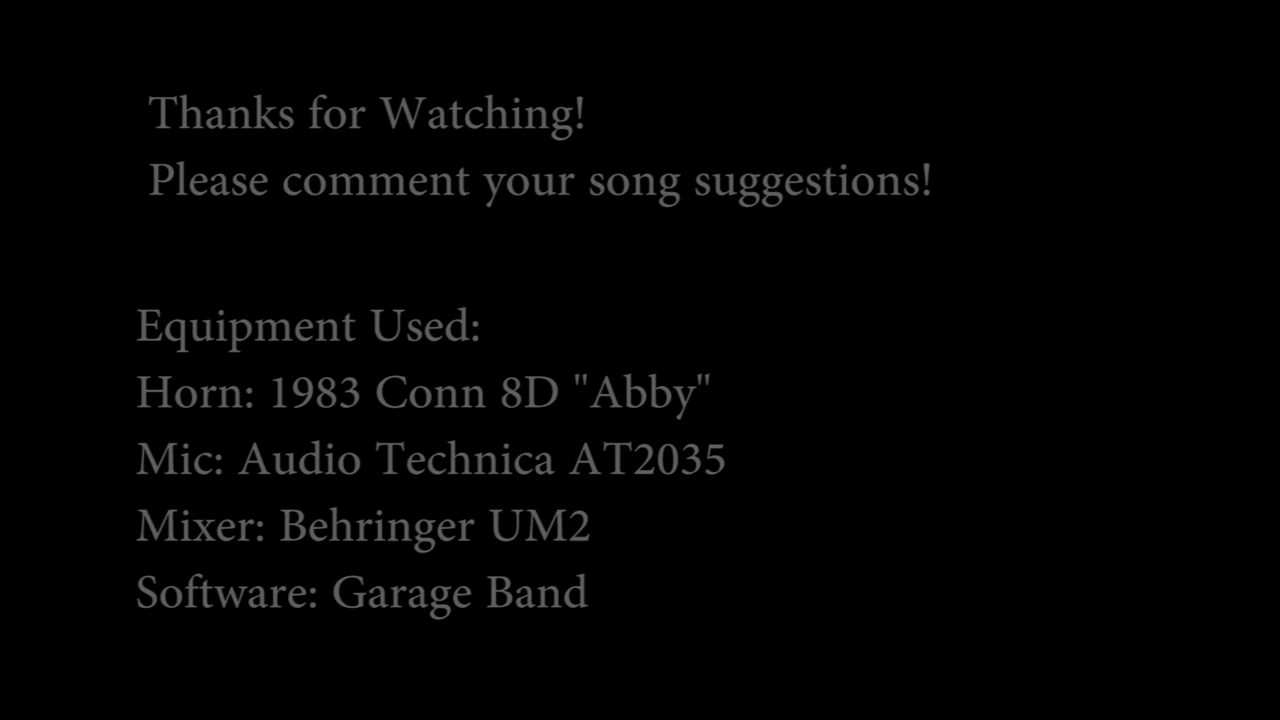 Thanks for Watching!
Please comment your song suggestions!
Equipment Used:
Horn: 1983 Conn 8D "Abby"
Mic: Audio Technica AT2035
Mixer: Behringer UM2
Software: Garage Band